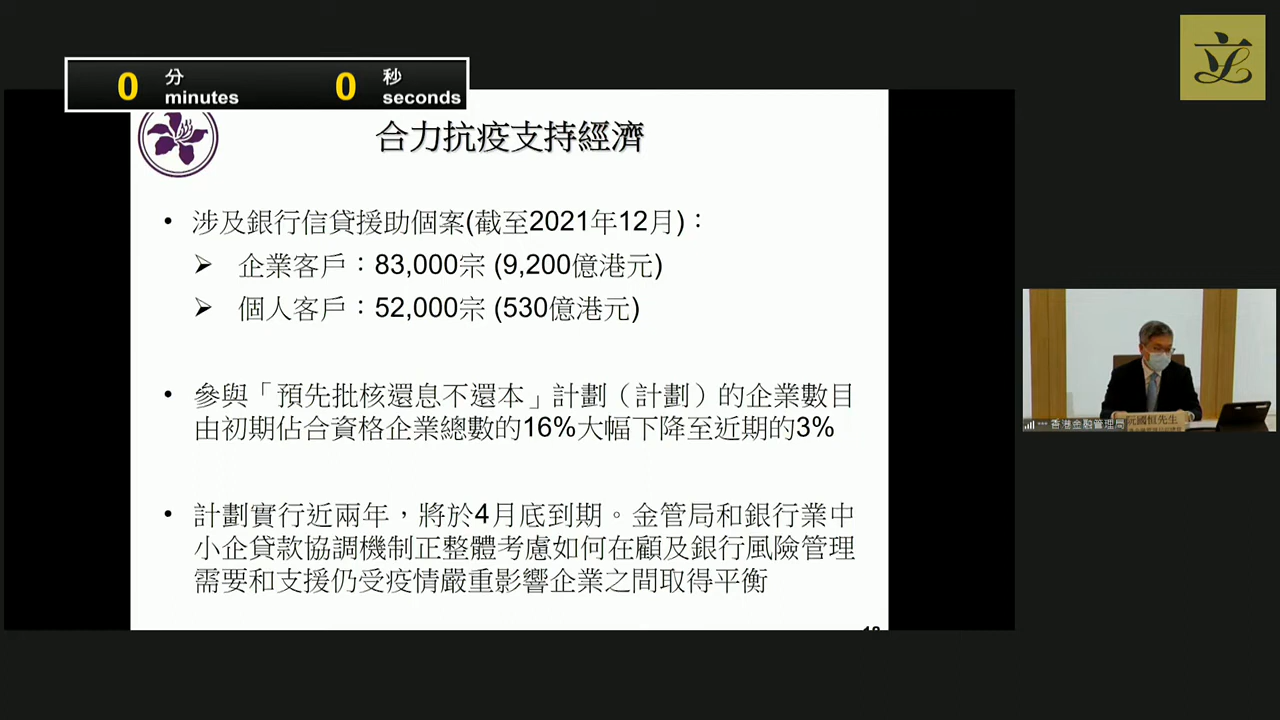 0 分 0 秒
minutes seconds
立
合力抗疫支持經濟
• 涉及銀行信貸援助個案(截至2021年12月)：
➢ 企業客戶：83,000宗 (9,200億港元)
➢ 個人客戶：52,000宗 (530億港元)
• 參與「預先批核還息不還本」計劃（計劃）的企業數目
由初期佔合資格企業總數的16%大幅下降至近期的3%
• 計劃實行近兩年，將於4月底到期。金管局和銀行業中
小企貸款協調機制正整體考慮如何在顧及銀行風險管理
需要和支援仍受疫情嚴重影響企業之間取得平衡
香港金融管理局
阮國恒先生